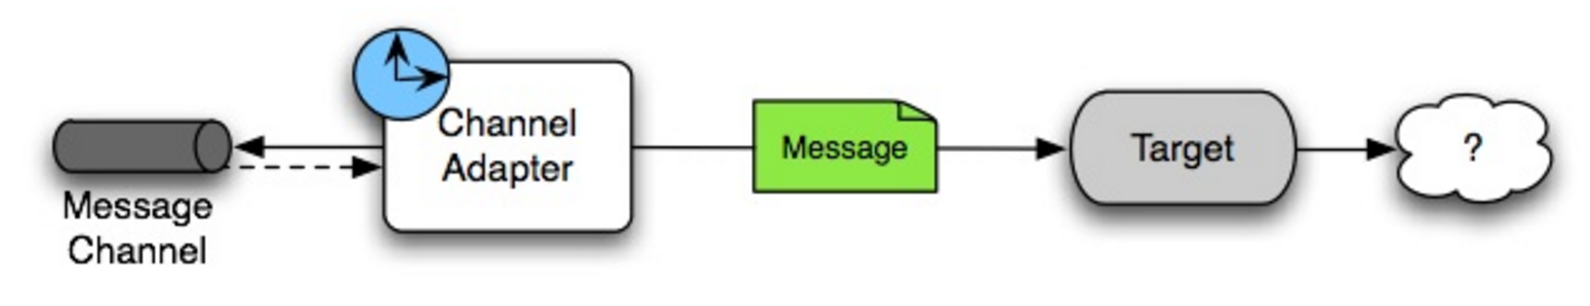 Message
Channel
Channel
Adapter
Message
Target
?